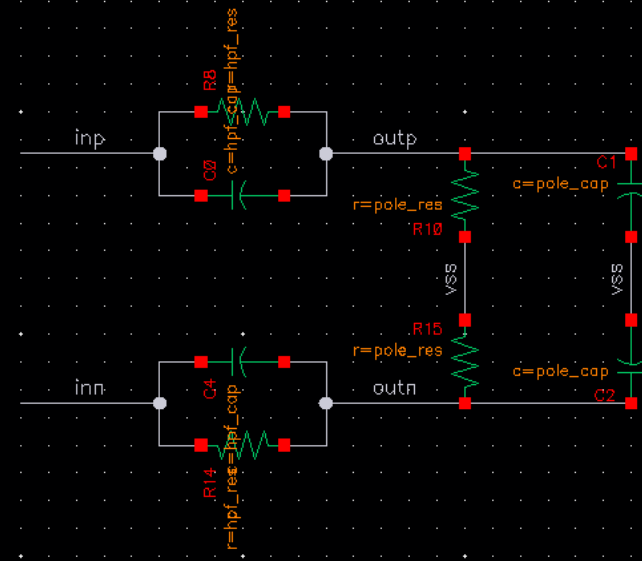 R8
c=hpf_cap
r=hpf_res
inp
outp
C0
C1
c=pole_cap
r=pole_res
R10
vss
vss
R15
r=pole_res
c=pole_cap
inn
C4
outn
C2
c=hpf_cap
R14
r=hpf_res